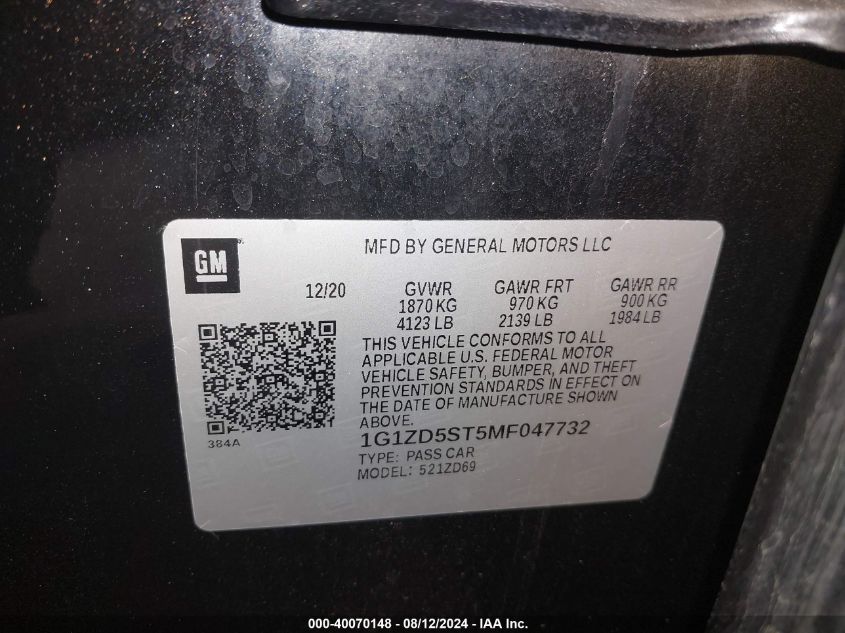 MFD BY GENERAL MOTORS LLC
GM
12/20 GVWR GAWR FRT GAWR RR
1870 KG 970 KG 900 KG
4123 LB 2139 LB 1984 LB
THIS VEHICLE CONFORMS TO ALL
APPLICABLE U.S. FEDERAL MOTOR
VEHICLE SAFETY, BUMPER, AND THEFT
PREVENTION STANDARDS IN EFFECT ON
THE DATE OF MANUFACTURE SHOWN
ABOVE.
384A
1G1ZD5ST5MF047732
TYPE: PASS CAR
MODEL: 521ZD69
000-40070148 - 08/12/2024 - IAA Inc.